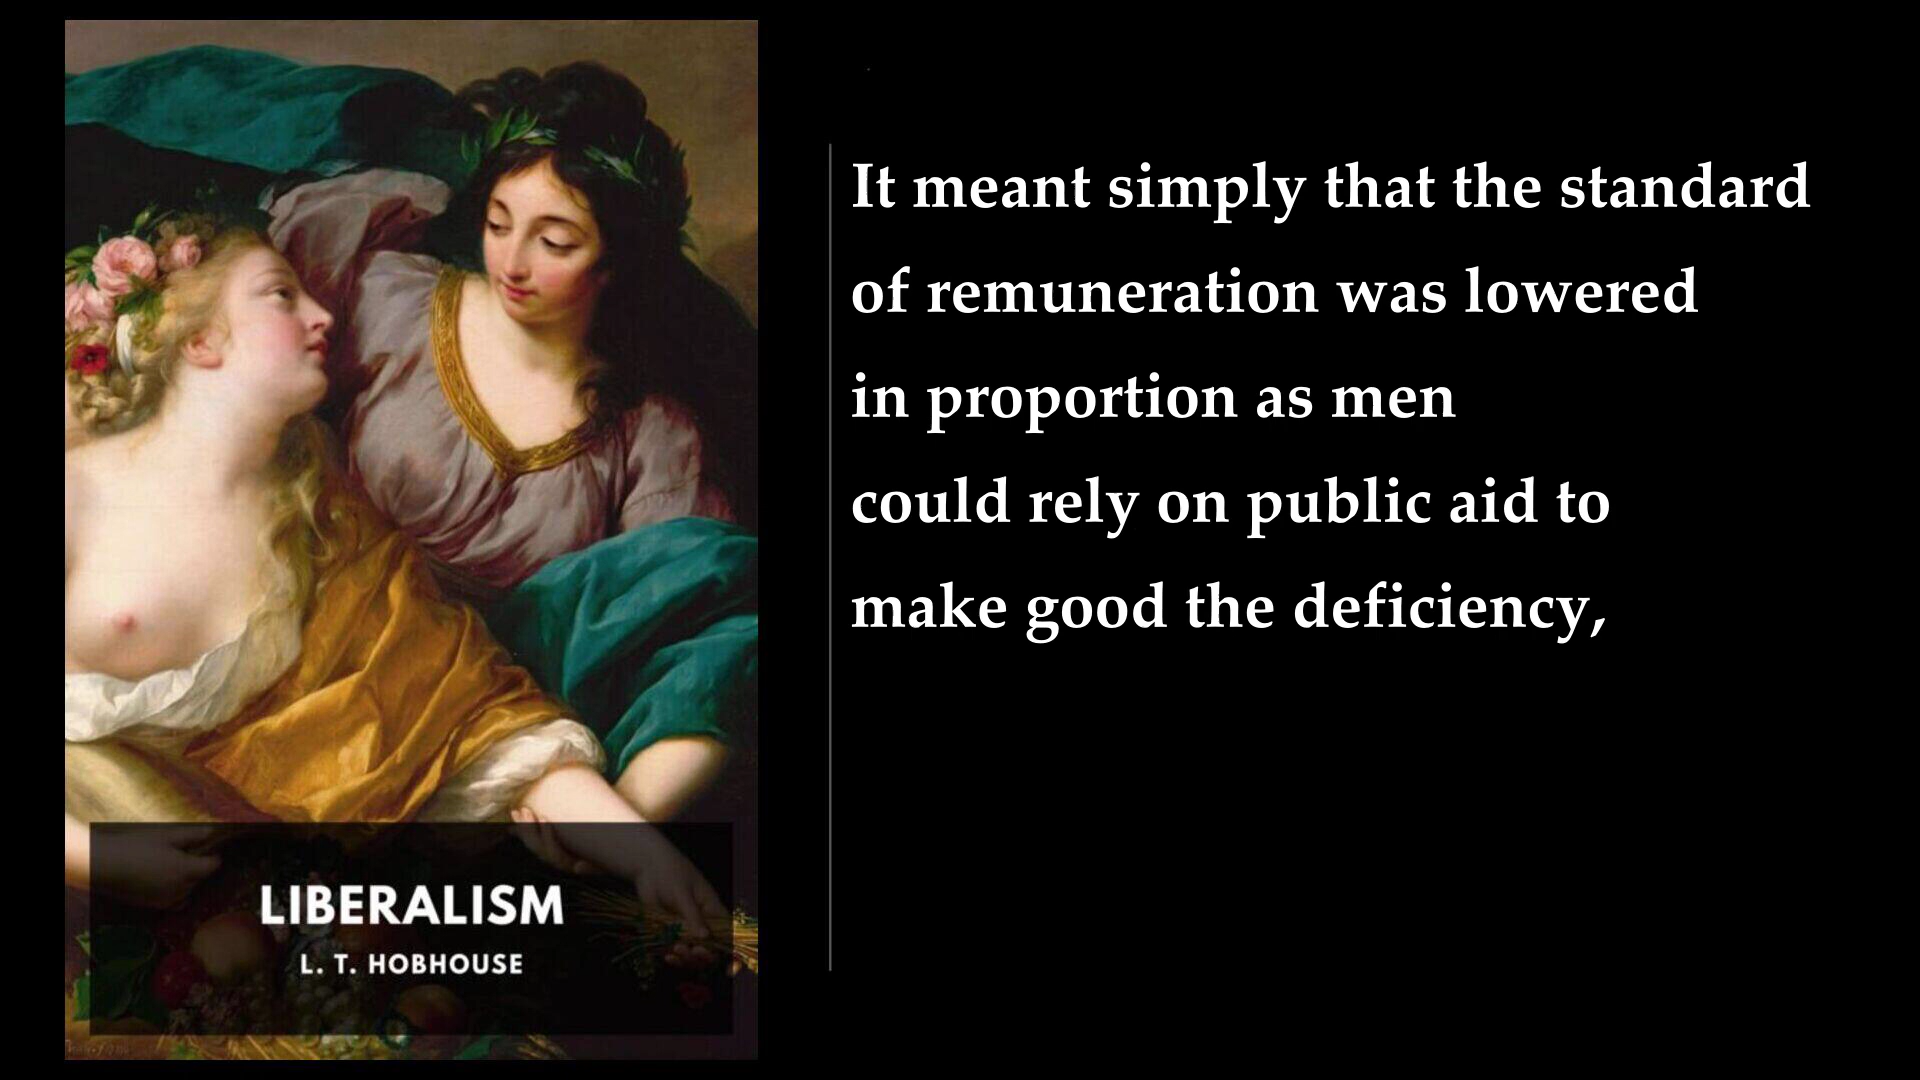 It meant simply that the standard
of remuneration was lowered
in proportion as men
could rely on public aid to
make good the deficiency,
LIBERALISM
L. T. HOBHOUSE